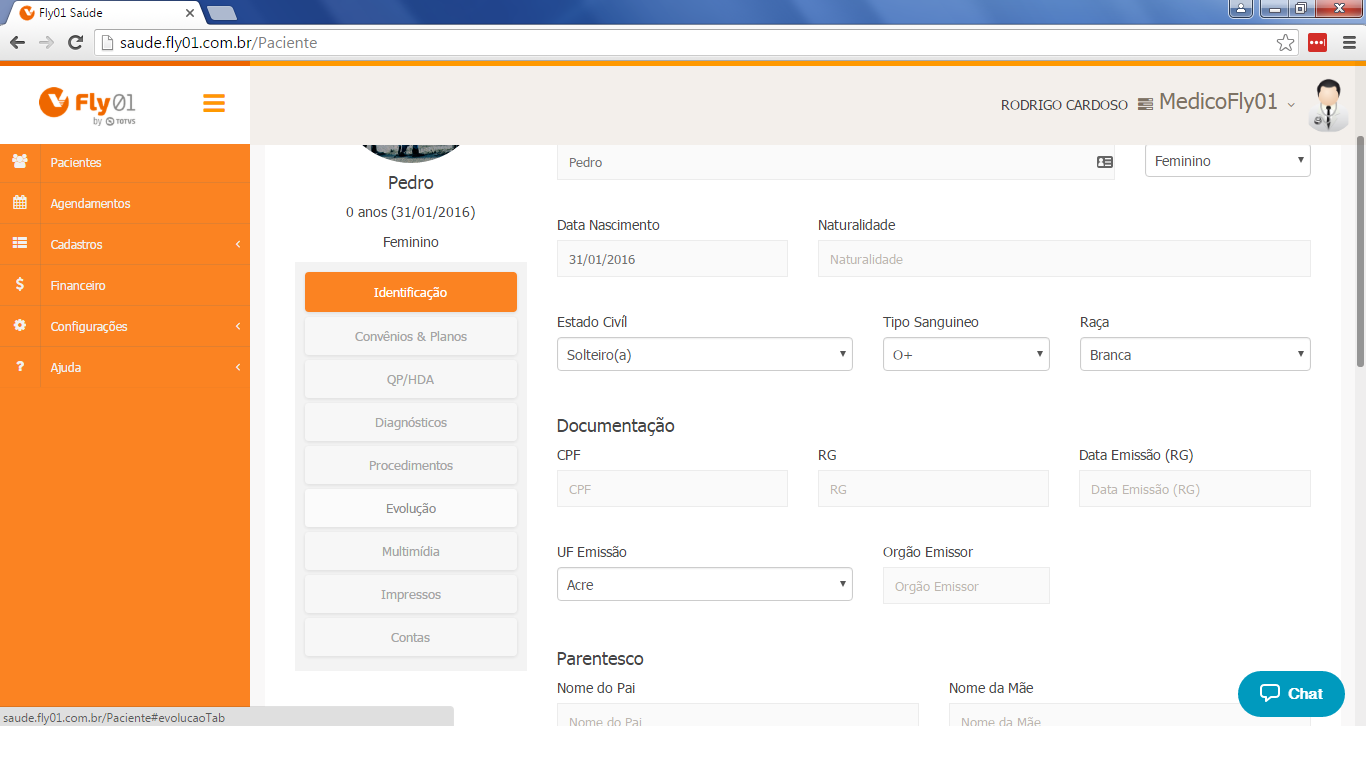 Fly01 Saúde
saude.fly01.com.br/Paciente
Fly01
by TOTVS
RODRIGO CARDOSO MedicoFly01
Pacientes
Agendamentos
Cadastros
Financeiro
Configurações
Ajuda
Pedro
0 anos (31/01/2016)
Feminino
Identificação
Convênios & Planos
QP/HDA
Diagnósticos
Procedimentos
Evolução
Multimídia
Impressos
Contas
Pedro
Feminino
Data Nascimento
Naturalidade
31/01/2016
Naturalidade
Estado Civíl
Tipo Sanguineo
Raça
Solteiro(a)
O+
Branca
Documentação
CPF
RG
Data Emissão (RG)
CPF
RG
Data Emissão (RG)
UF Emissão
Orgão Emissor
Acre
Orgão Emissor
Parentesco
Nome do Pai
Nome da Mãe
Nome do Pai
Nome da Mãe
Chat
saude.fly01.com.br/Paciente#evolucaoTab